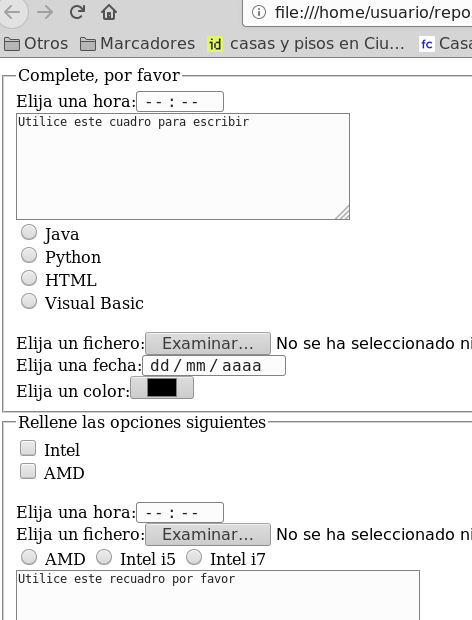 file:///home/usuario/repo
Otros Marcadores id casas y pisos en Ciu... fc Casa
Complete, por favor
Elija una hora: --:--
Utilice este cuadro para escribir
Java
Python
HTML
Visual Basic
Elija un fichero: Examinar... No se ha seleccionado ni
Elija una fecha: dd/mm/aaaa
Elija un color:
Rellene las opciones siguientes
Intel
AMD
Elija una hora: --:--
Elija un fichero: Examinar... No se ha seleccionado ni
AMD Intel i5 Intel i7
Utilice este recuadro por favor